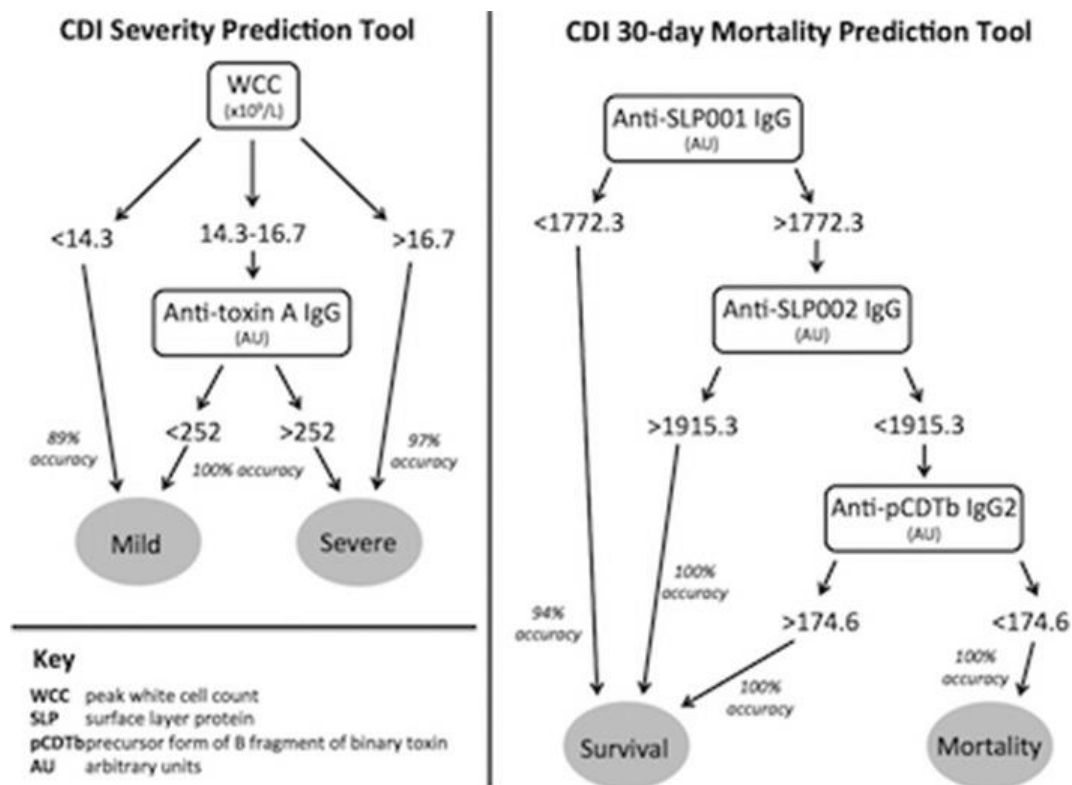 CDI Severity Prediction Tool
WCC
(x10⁹/L)
<14.3
14.3-16.7
>16.7
Anti-toxin A IgG
(AU)
<252
>252
89%
accuracy
100% accuracy
97%
accuracy
Mild
Severe
Key
WCC peak white cell count
SLP surface layer protein
pCDTb precursor form of B fragment of binary toxin
AU arbitrary units
CDI 30-day Mortality Prediction Tool
Anti-SLP001 IgG
(AU)
<1772.3
>1772.3
Anti-SLP002 IgG
(AU)
>1915.3
<1915.3
Anti-pCDTb IgG2
(AU)
>174.6
<174.6
94%
accuracy
100%
accuracy
100%
accuracy
100%
accuracy
Survival
Mortality